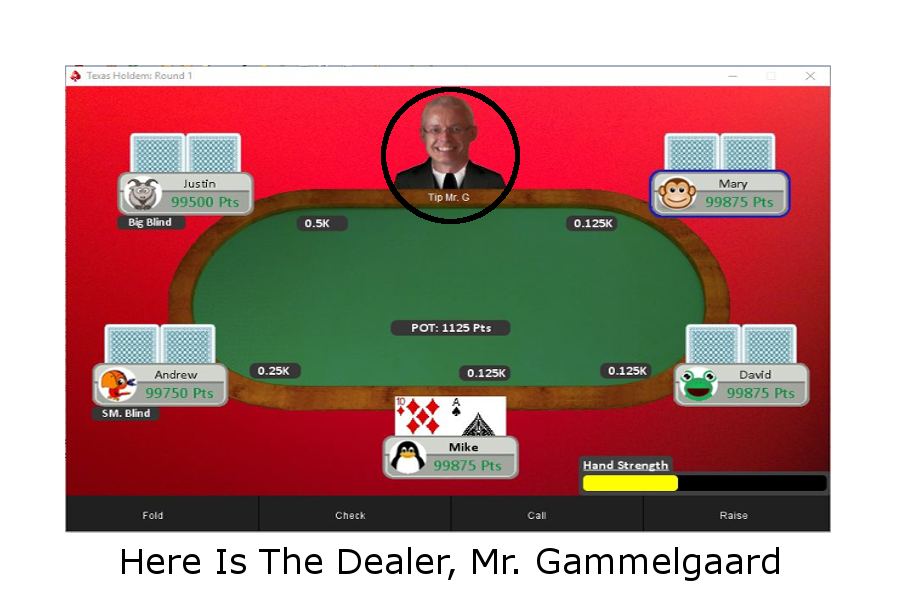 Texas Holdem: Round 1
Justin
99500 Pts
Big Blind
Tip Mr. G
Mary
99875 Pts
0.5K
0.125K
POT: 1125 Pts
Andrew
99750 Pts
SM. Blind
0.25K
0.125K
0.125K
David
99875 Pts
10
A
Mike
99875 Pts
Hand Strength
Fold
Check
Call
Raise
Here Is The Dealer, Mr. Gammelgaard